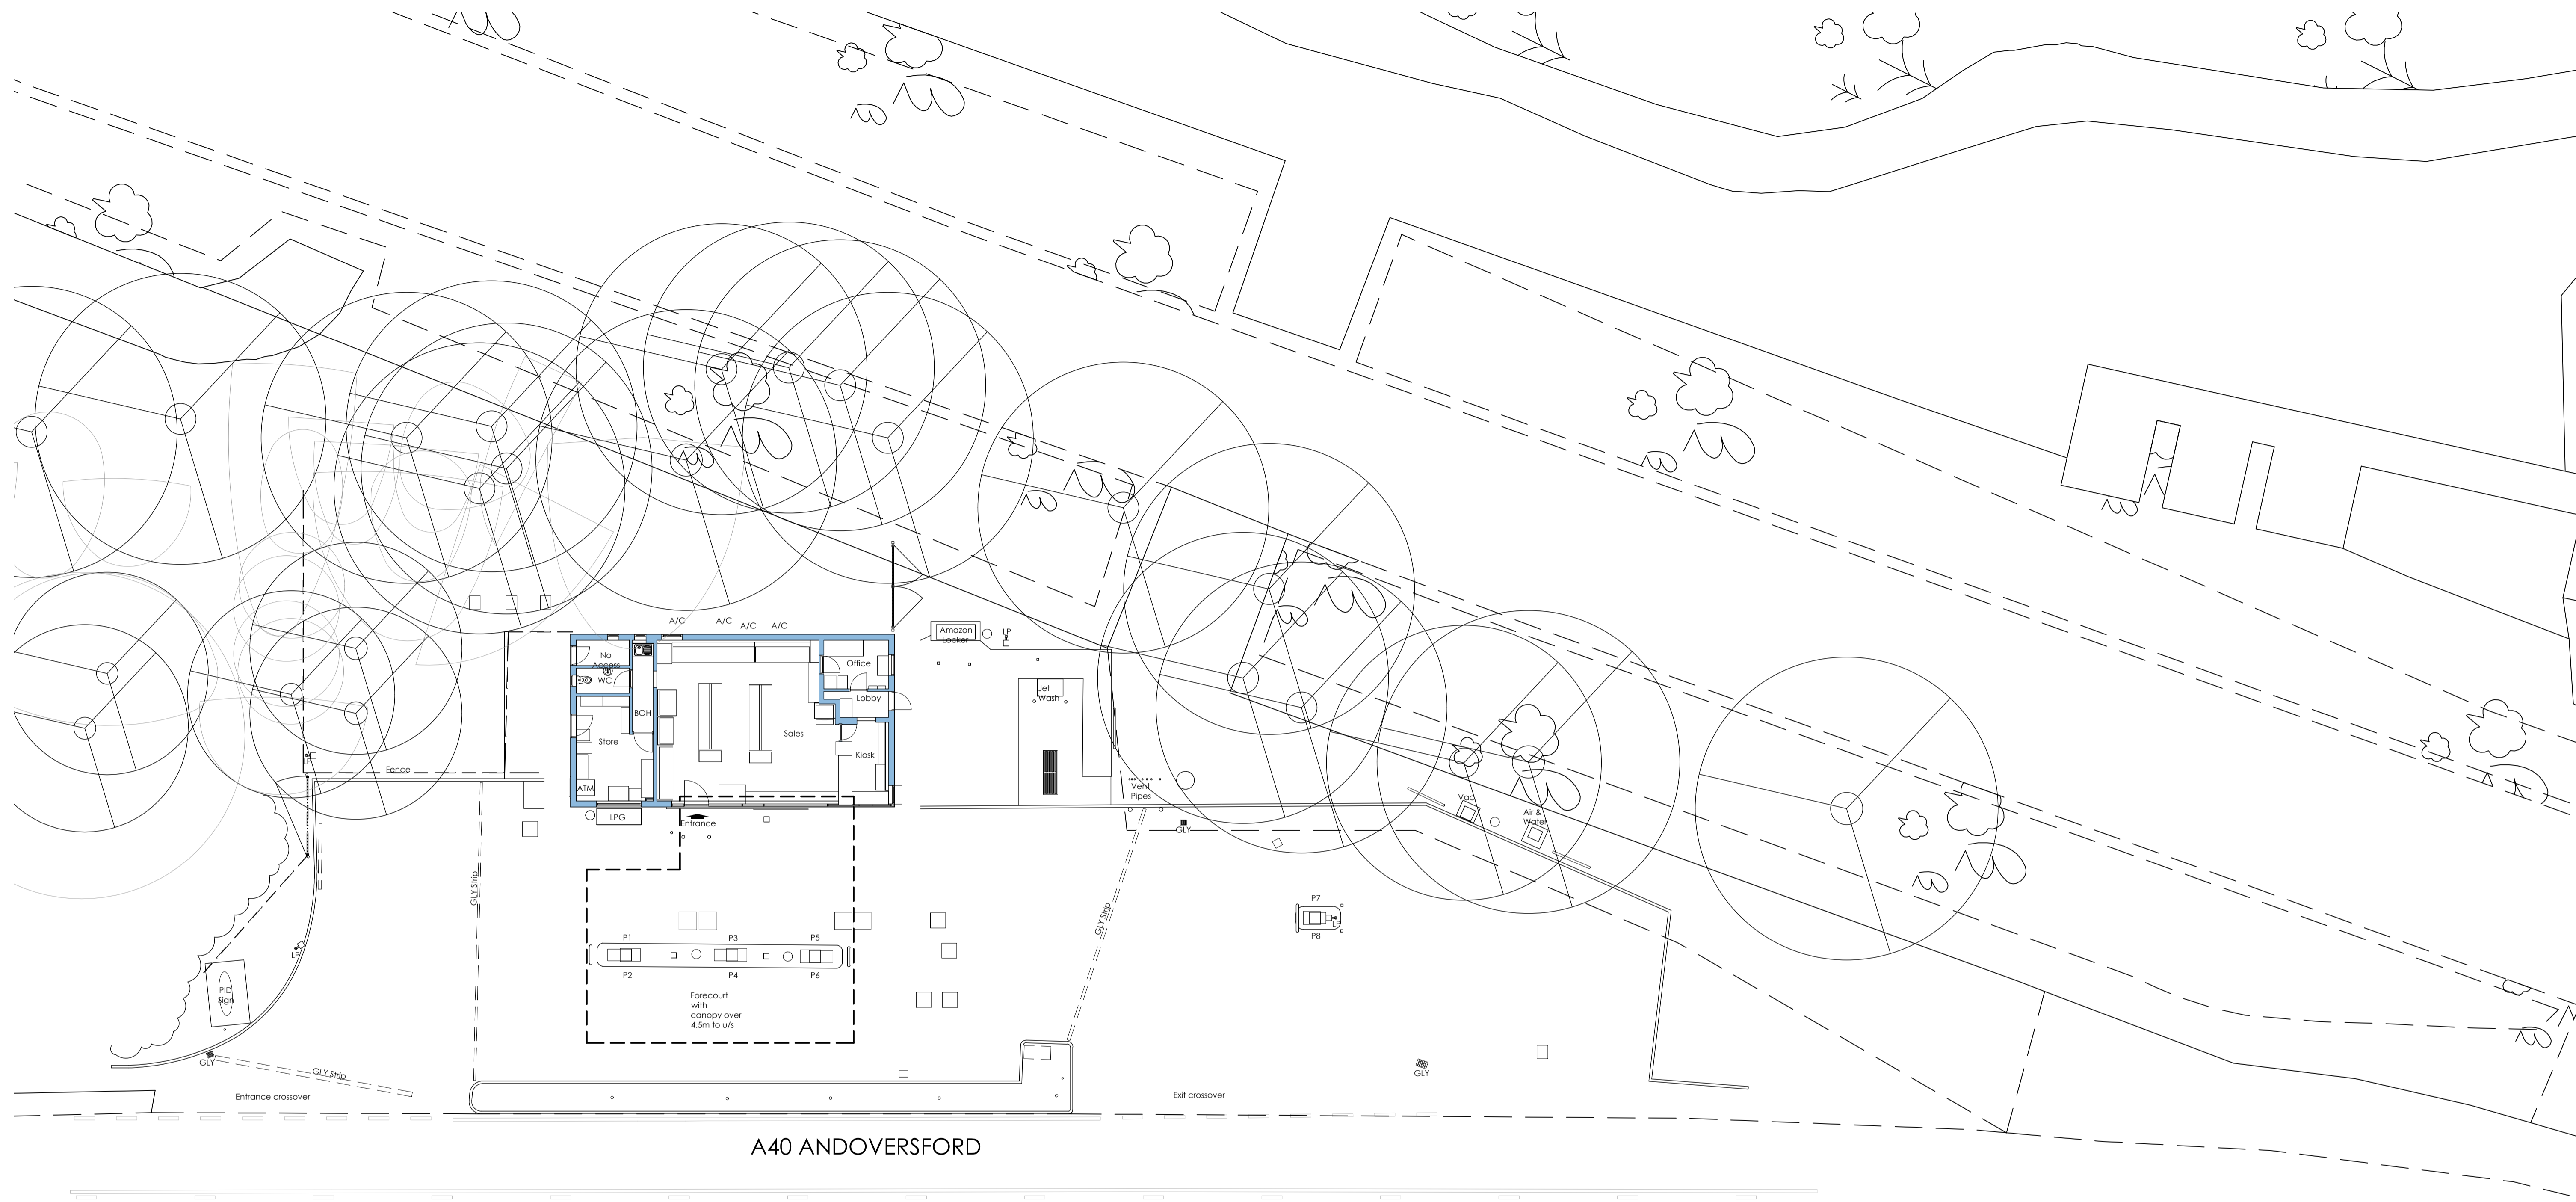 A/C
A/C
A/C
A/C
Amazon
Locker
LP
No
Access
WC
Office
Lobby
BOH
Jet
Wash
Store
Sales
Kiosk
LP
Fence
ATM
LPG
Entrance
Vent
Pipes
GLY
Vac
Air &
Water
GLY Strip
GLY Strip
P7
LP
P8
P1
P3
P5
LP
P2
P4
P6
PID
Sign
Forecourt
with
canopy over
4.5m to u/s
GLY
GLY Strip
GLY
Entrance crossover
Exit crossover
A40 ANDOVERSFORD